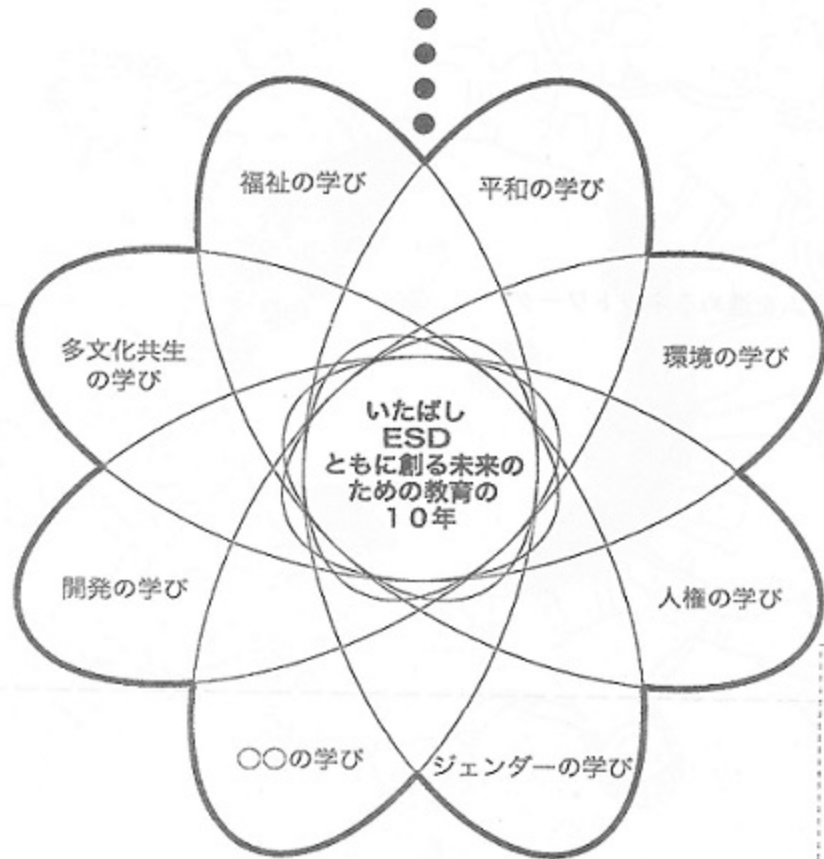 福祉の学び
平和の学び
多文化共生
の学び
環境の学び
いたばし
ESD
ともに創る未来の
ための教育の
１０年
開発の学び
人権の学び
○○の学び
ジェンダーの学び